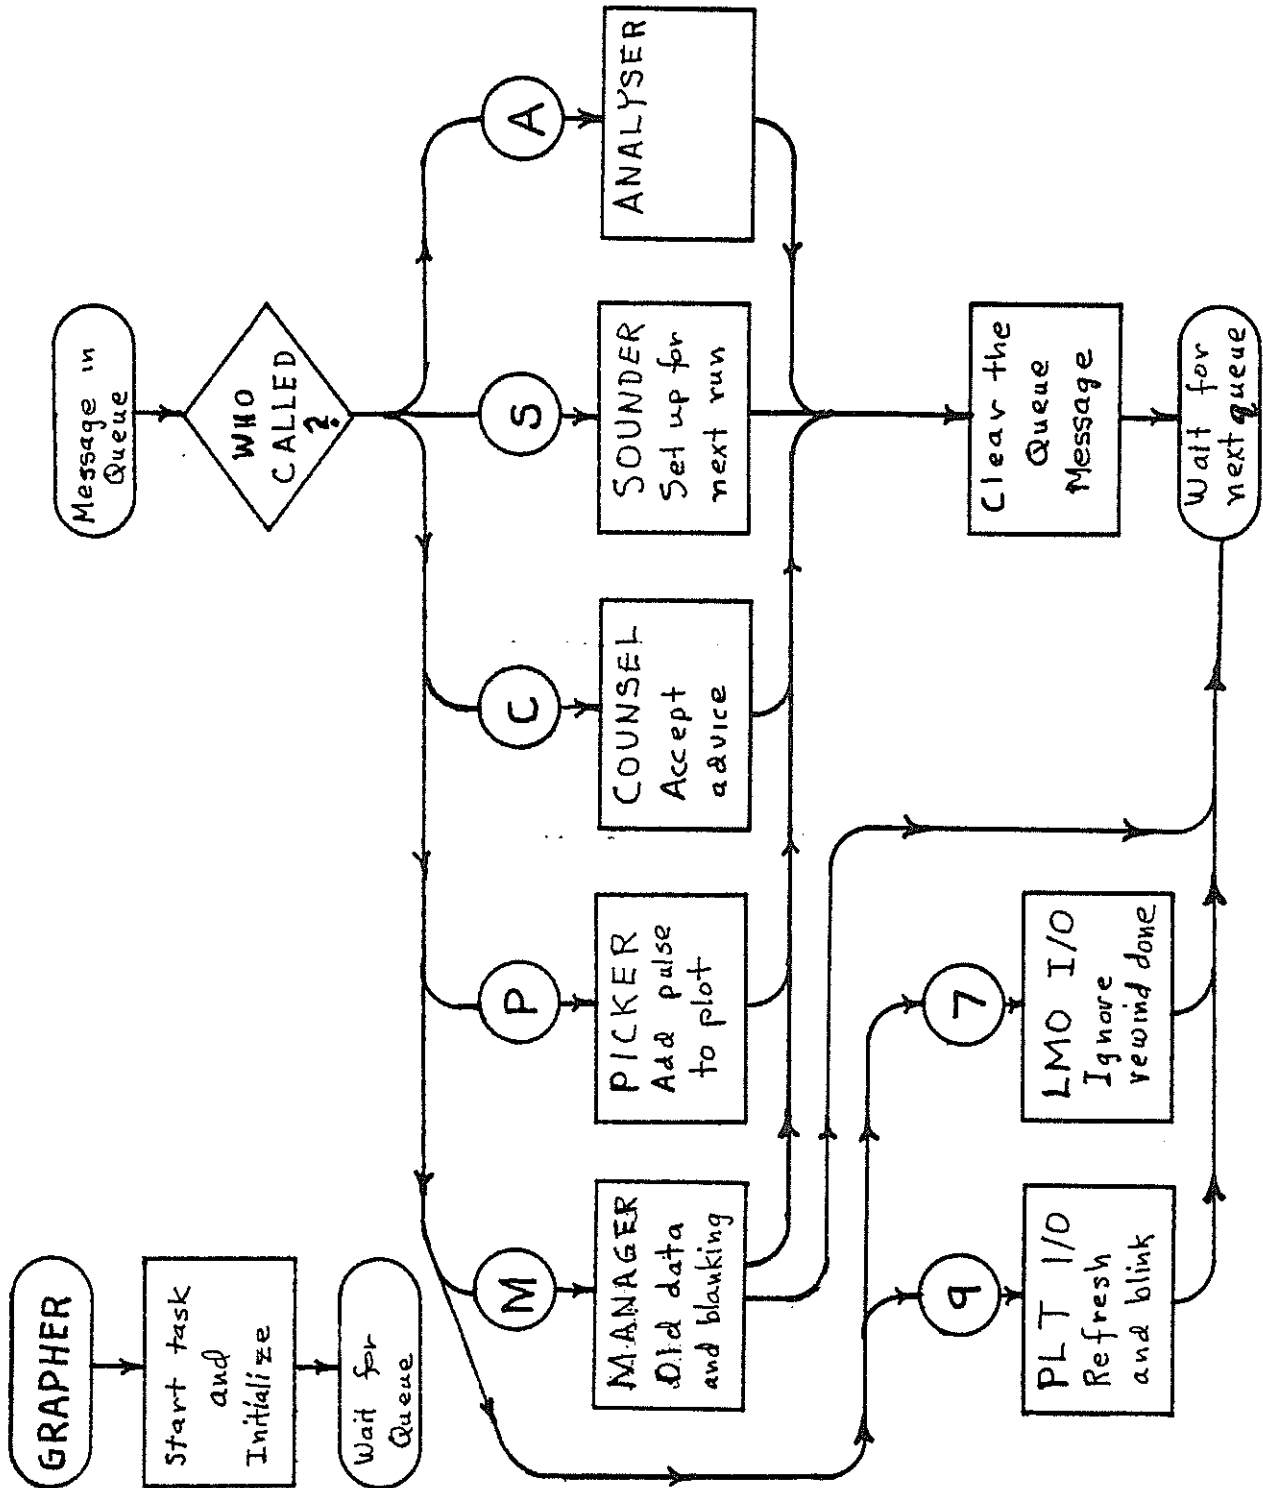 GRAPHER
Start task
and
Initialize
Wait for
Queue
Message in
Queue
WHO
CALLED
?
M
MANAGER
Old data
and blanking
P
PICKER
Add pulse
to plot
C
COUNSEL
Accept
advice
S
SOUNDER
Set up for
next run
A
ANALYSER
9
PLT I/O
Refresh
and blink
7
LMO I/O
Ignore
rewind done
Clear the
Queue
Message
Wait for
next queue